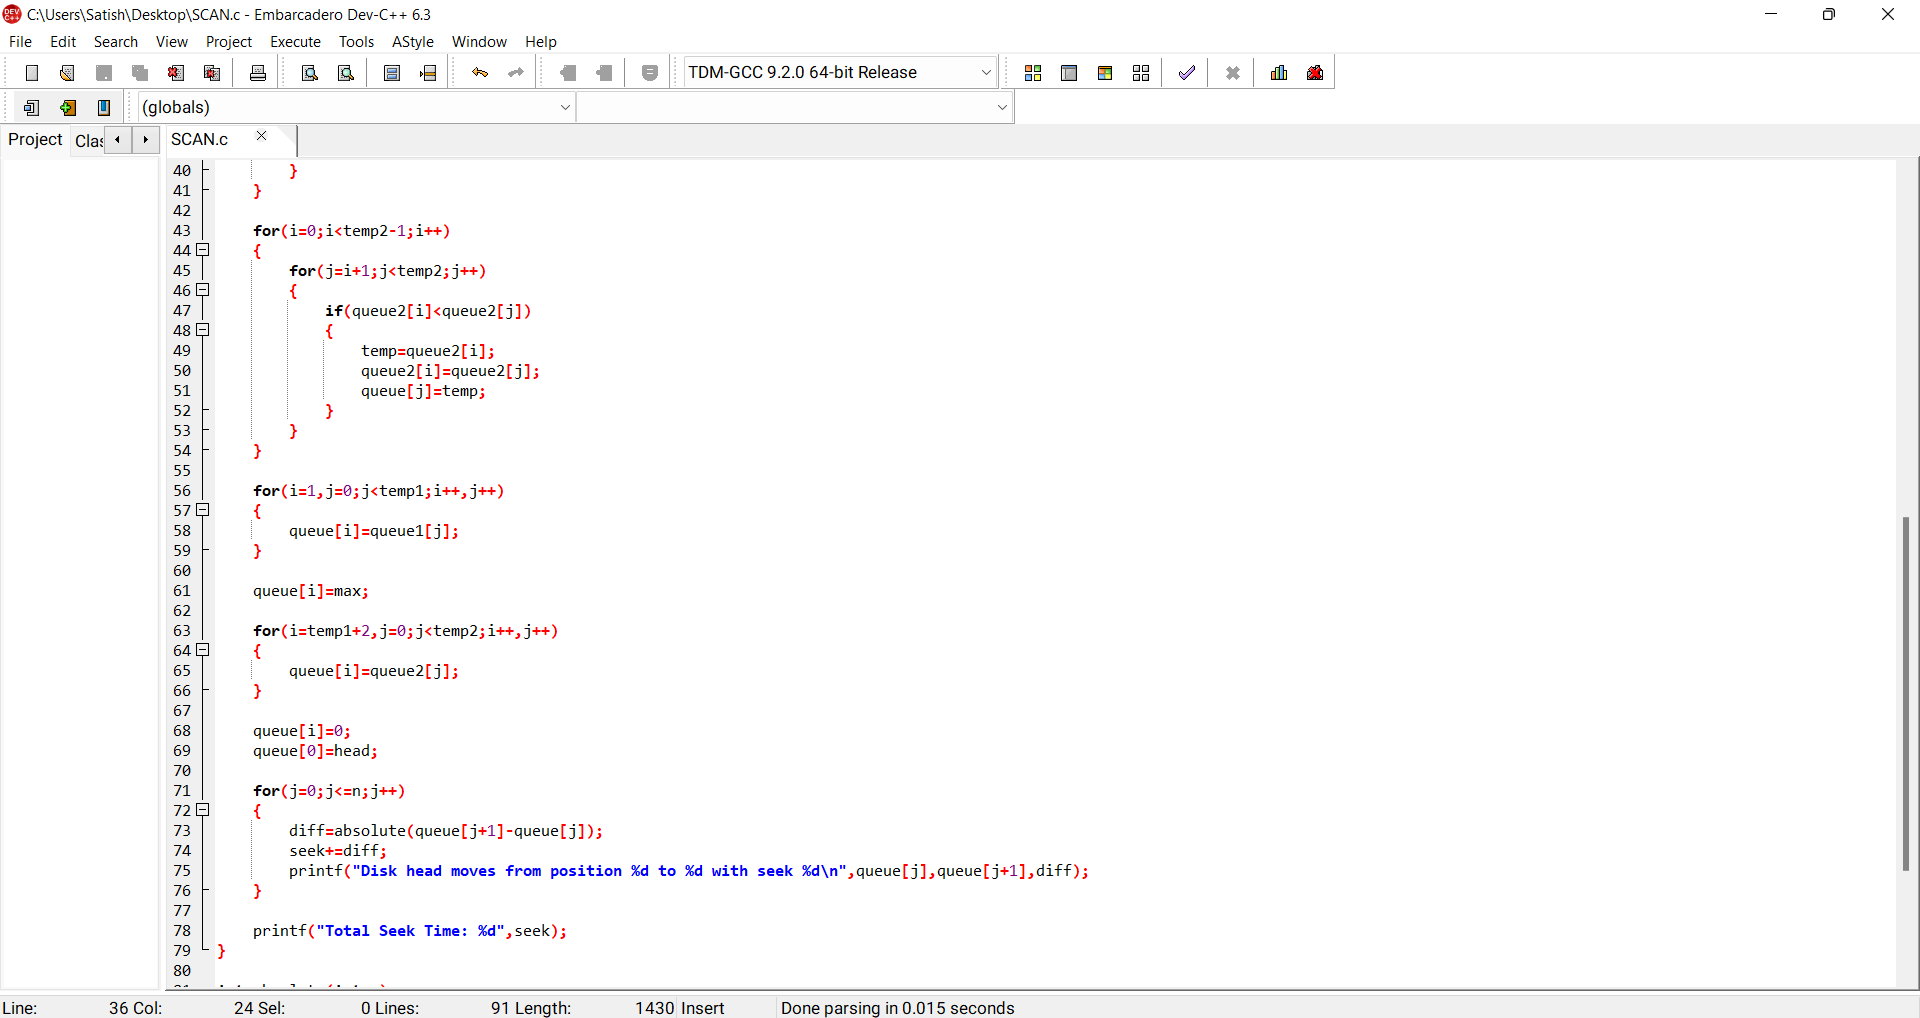 C:\Users\Satish\Desktop\SCAN.c - Embarcadero Dev-C++ 6.3
File Edit Search View Project Execute Tools AStyle Window Help
TDM-GCC 9.2.0 64-bit Release
(globals)
Project Clas SCAN.c
40 }
41 }
42
43 for(i=0;i<temp2-1;i++)
44 {
45 for(j=i+1;j<temp2;j++)
46 {
47 if(queue2[i]<queue2[j])
48 {
49 temp=queue2[i];
50 queue2[i]=queue2[j];
51 queue[j]=temp;
52 }
53 }
54 }
55
56 for(i=1,j=0;j<temp1;i++,j++)
57 {
58 queue[i]=queue1[j];
59 }
60
61 queue[i]=max;
62
63 for(i=temp1+2,j=0;j<temp2;i++,j++)
64 {
65 queue[i]=queue2[j];
66 }
67
68 queue[i]=0;
69 queue[0]=head;
70
71 for(j=0;j<=n;j++)
72 {
73 diff=absolute(queue[j+1]-queue[j]);
74 seek+=diff;
75 printf("Disk head moves from position %d to %d with seek %d\n",queue[j],queue[j+1],diff);
76 }
77
78 printf("Total Seek Time: %d",seek);
79 }
80
Line: 36 Col: 24 Sel: 0 Lines: 91 Length: 1430 Insert Done parsing in 0.015 seconds